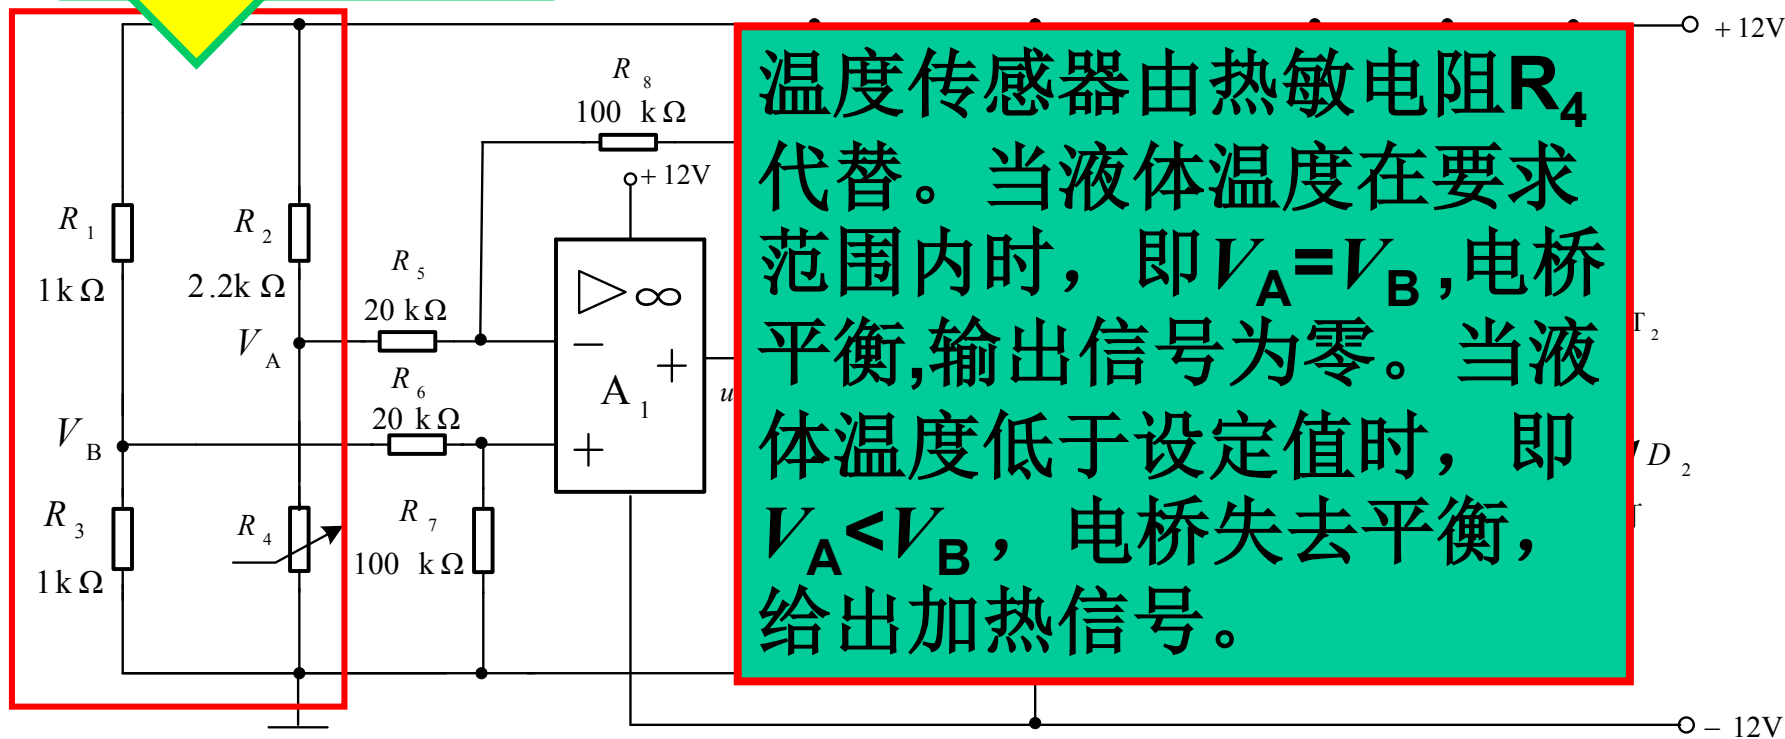 +12V
R8
100 kΩ
+12V
R1
1kΩ
R2
2.2kΩ
R5
20 kΩ
VA
R6
20 kΩ
VB
▷∞
−
+
A1
+
u
R3
1kΩ
R4
R7
100 kΩ
温度传感器由热敏电阻R4
代替。当液体温度在要求
范围内时，即VA=VB,电桥
平衡,输出信号为零。当液
体温度低于设定值时，即
VA<VB，电桥失去平衡，
给出加热信号。
T2
D2
−12V